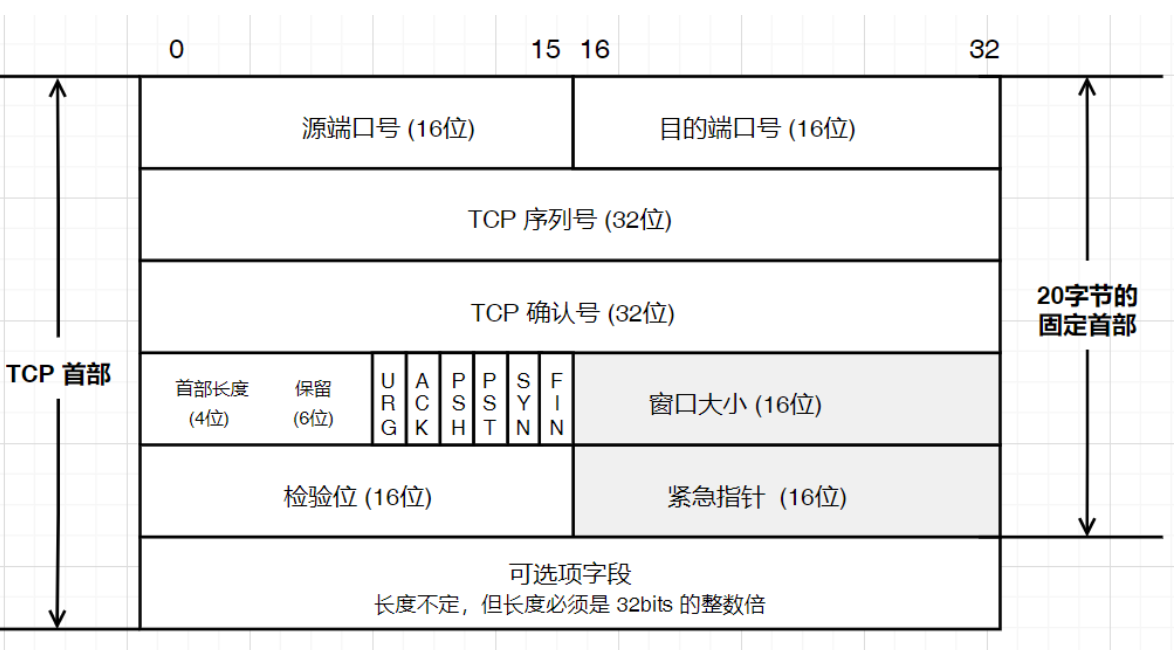 0 15 16 32
源端口号 (16位) 目的端口号 (16位)
TCP 序列号 (32位)
TCP 确认号 (32位)
20字节的
固定首部
TCP 首部
首部长度
(4位)
保留
(6位)
URG
ACK
PSH
PST
SYN
FIN
窗口大小 (16位)
检验位 (16位) 紧急指针 (16位)
可选项字段
长度不定，但长度必须是 32bits 的整数倍